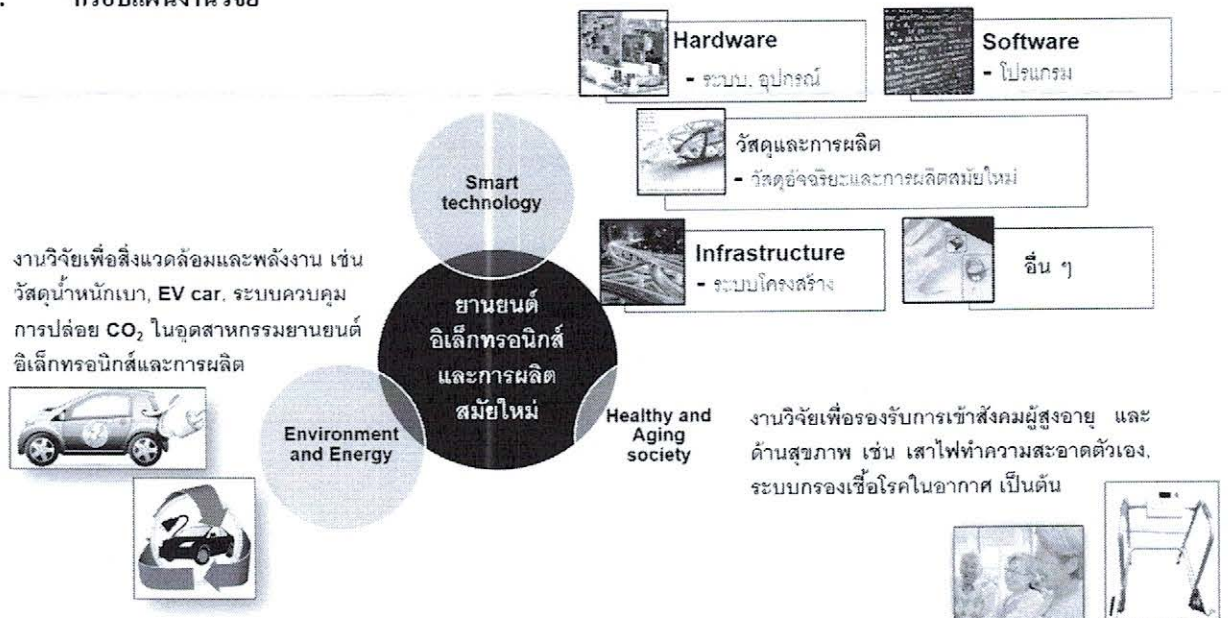 กรอบแผนงานวิจัย
Hardware
- ระบบ, อุปกรณ์
Software
- โปรแกรม
วัสดุและการผลิต
- วัสดุอัจฉริยะและการผลิตสมัยใหม่
Infrastructure
- ระบบโครงสร้าง
อื่น ๆ
Smart
technology
ยานยนต์
อิเล็กทรอนิกส์
และการผลิต
สมัยใหม่
งานวิจัยเพื่อสิ่งแวดล้อมและพลังงาน เช่น
วัสดุน้ำหนักเบา, EV car, ระบบควบคุม
การปล่อย CO₂ ในอุตสาหกรรมยานยนต์
อิเล็กทรอนิกส์และการผลิต
Environment
and Energy
Healthy and
Aging
society
งานวิจัยเพื่อรองรับการเข้าสังคมผู้สูงอายุ และ
ด้านสุขภาพ เช่น เสาไฟทำความสะอาดตัวเอง,
ระบบกรองเชื้อโรคในอากาศ เป็นต้น